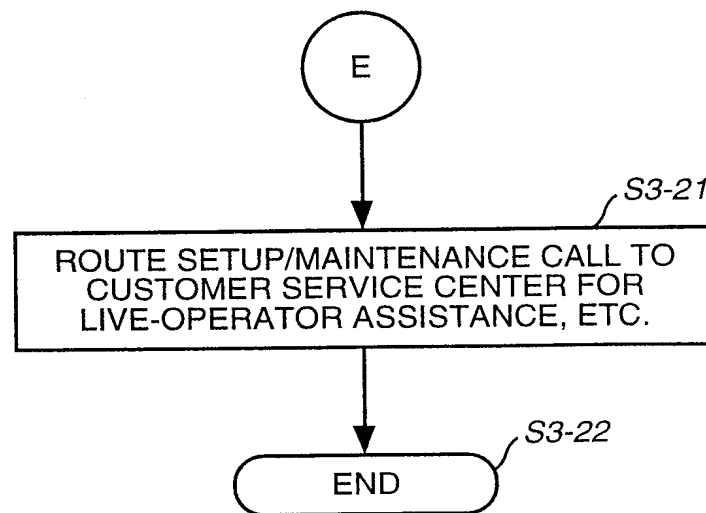 E
S3-21
ROUTE SETUP/MAINTENANCE CALL TO
CUSTOMER SERVICE CENTER FOR
LIVE-OPERATOR ASSISTANCE, ETC.
S3-22
END